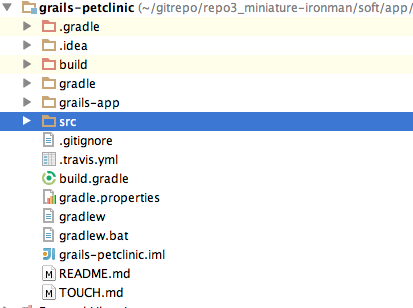 grails-petclinic (~/gitrepo/repo3_miniature-ironman/soft/app/
.gradle
.idea
build
gradle
grails-app
src
.gitignore
.travis.yml
build.gradle
gradle.properties
gradlew
gradlew.bat
grails-petclinic.iml
README.md
TOUCH.md